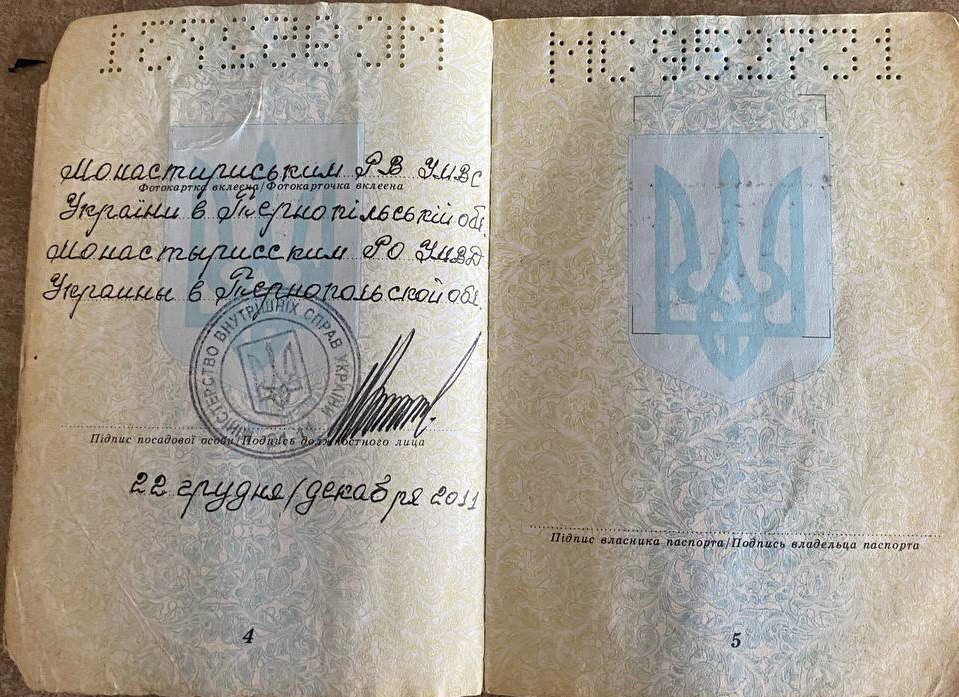 Монастириським РВ УМВС
Фотокартка вклеєна/Фотокарточка вклеена
України в Тернопільській обл.
Монастырисским РО УМВД
Украины в Тернопольской обл.
МІНІСТЕРСТВО ВНУТРІШНІХ СПРАВ УКРАЇНИ
Підпис посадової особи/Подпись должностного лица
22 грудня/декабря 2011
4
Підпис власника паспорта/Подпись владельца паспорта
5